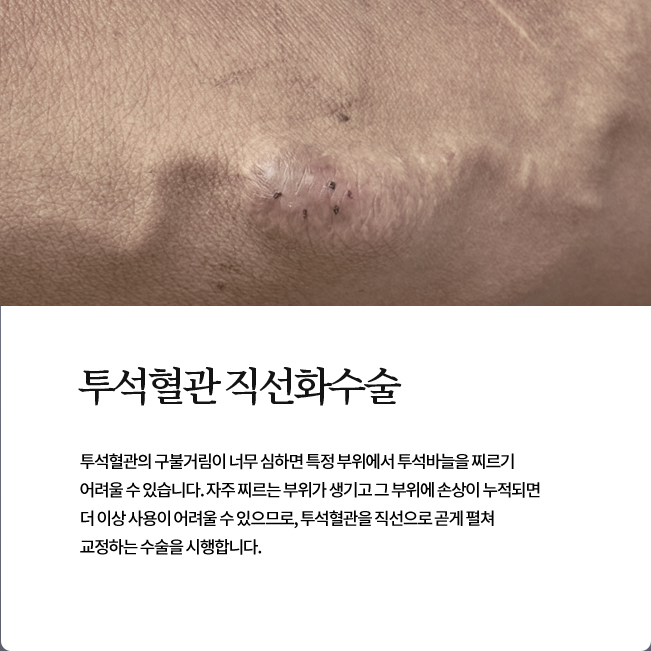 투석혈관 직선화수술
투석혈관의 구불거림이 너무 심하면 특정 부위에서 투석바늘을 찌르기
어려울 수 있습니다. 자주 찌르는 부위가 생기고 그 부위에 손상이 누적되면
더 이상 사용이 어려울 수 있으므로, 투석혈관을 직선으로 곧게 펼쳐
교정하는 수술을 시행합니다.